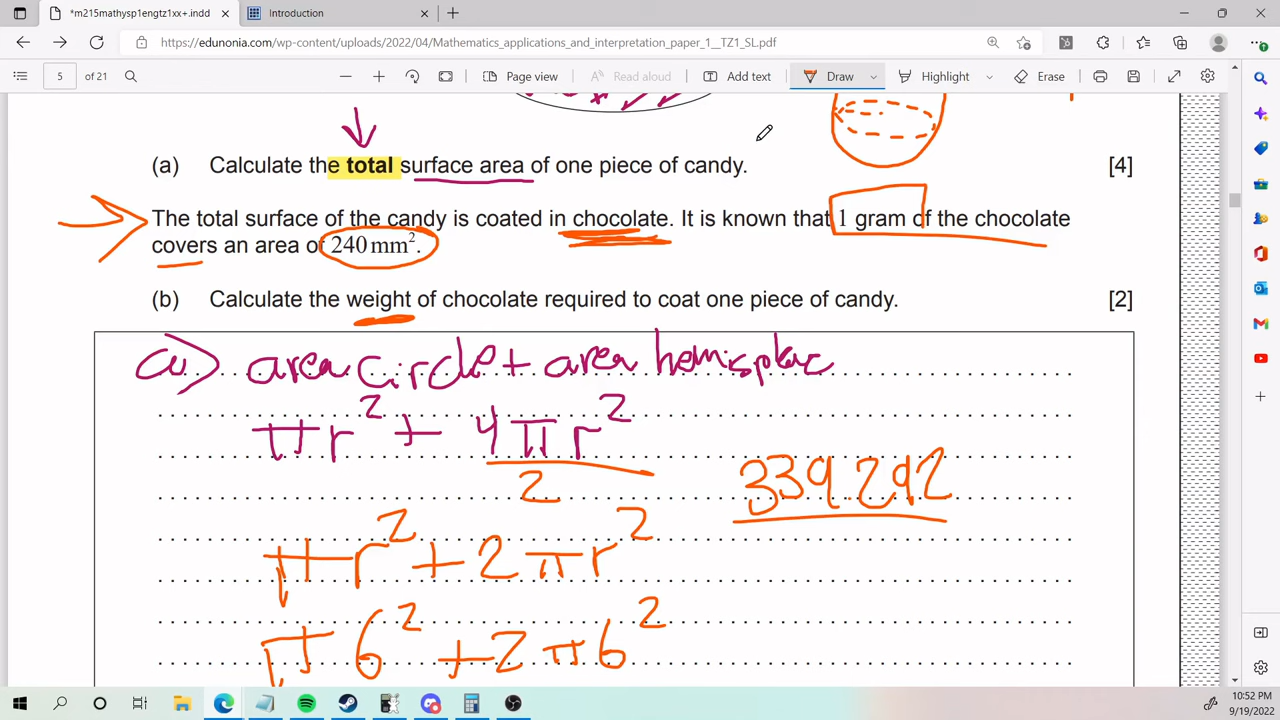 *m215mathysp1engtz1xx+.indd
Introduction
https://edunonia.com/wp-content/uploads/2022/04/Mathematics_applications_and_interpretation_paper_1__TZ1_SL.pdf
5 of 21
Page view
Read aloud
Add text
Draw
Highlight
Erase
(a) Calculate the total surface area of one piece of candy. [4]
The total surface of the candy is coated in chocolate. It is known that 1 gram of the chocolate
covers an area of 240 mm².
(b) Calculate the weight of chocolate required to coat one piece of candy. [2]
a) area circle + area hemisphere
πr² + 4πr²
2
339.292
πr² + 2πr²
π6² + 2π6²
10:52 PM
9/19/2022